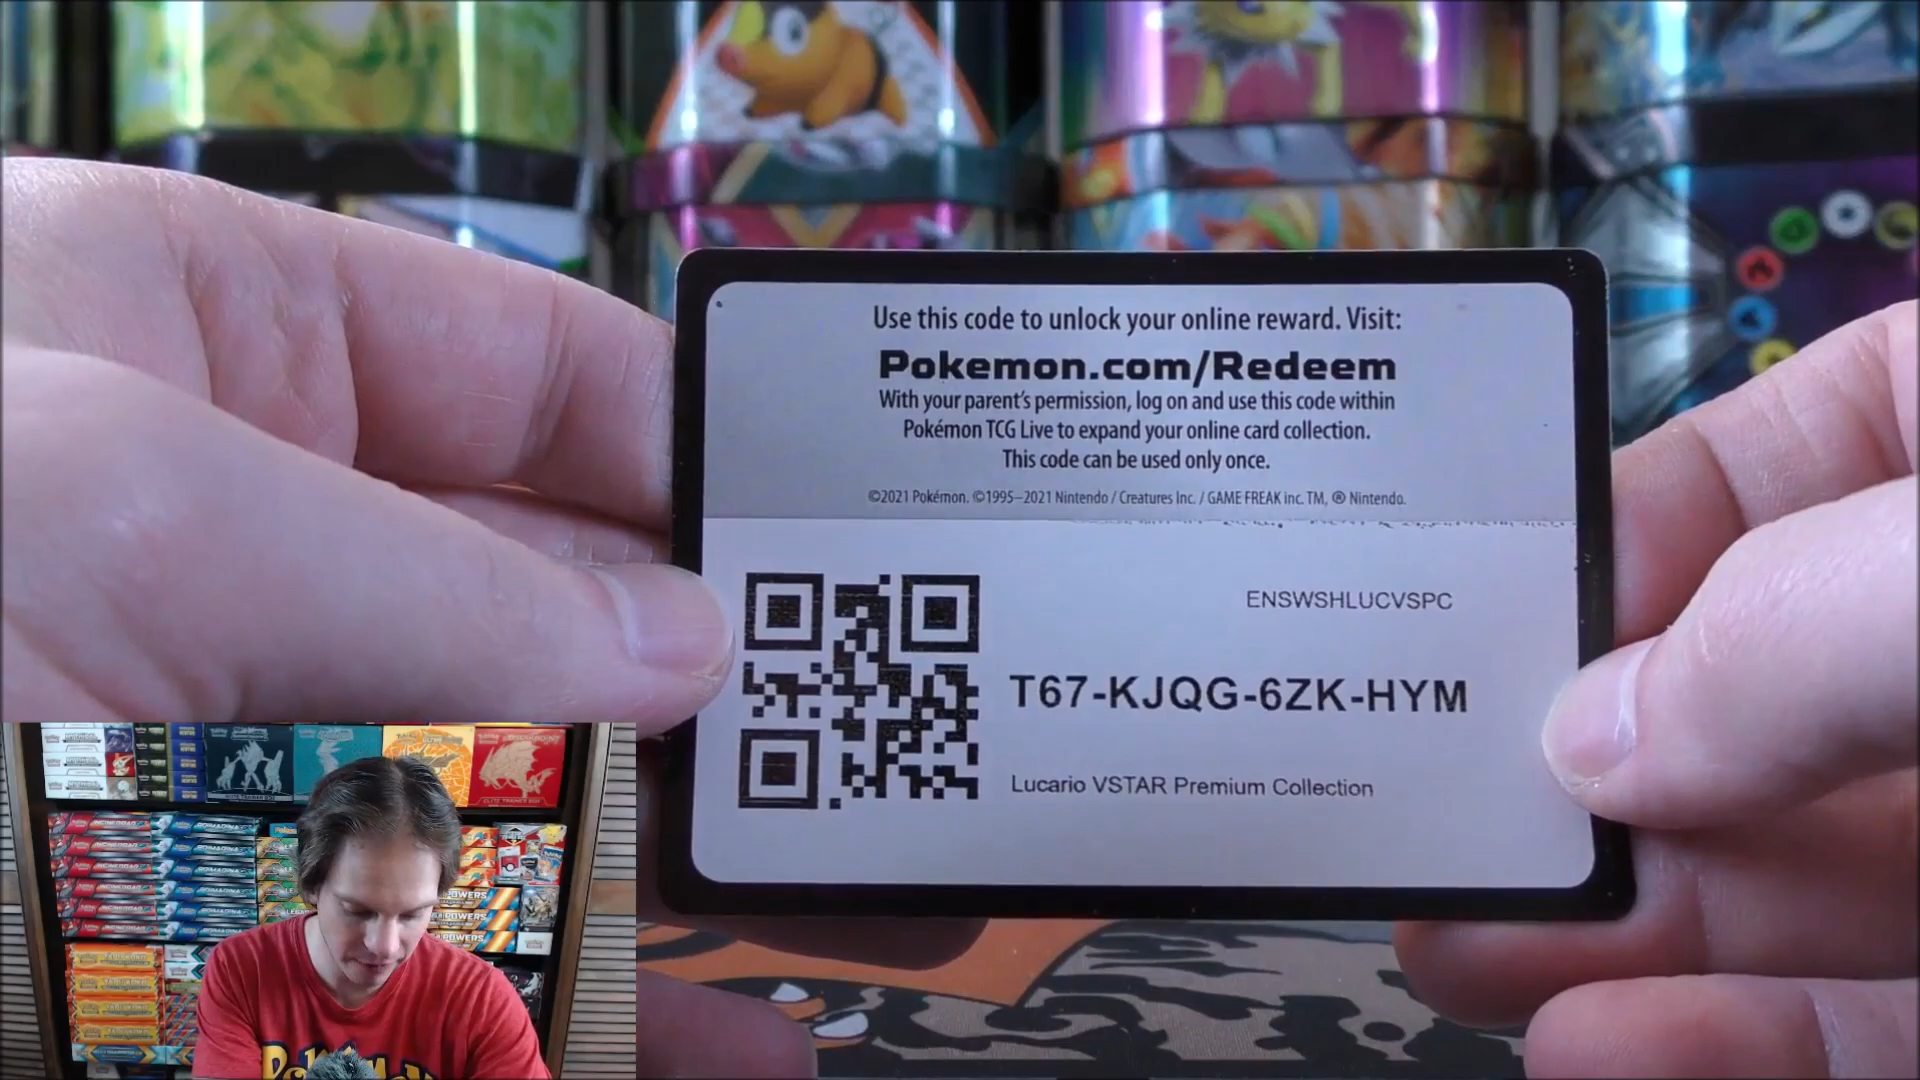 Use this code to unlock your online reward. Visit:
Pokemon.com/Redeem
With your parent's permission, log on and use this code within
Pokémon TCG Live to expand your online card collection.
This code can be used only once.
©2021 Pokémon. ©1995–2021 Nintendo / Creatures Inc. / GAME FREAK inc. TM, ® Nintendo.
ENSWSHLUCVSPC
T67-KJQG-6ZK-HYM
Lucario VSTAR Premium Collection
POWERS
POWERS
POWERS